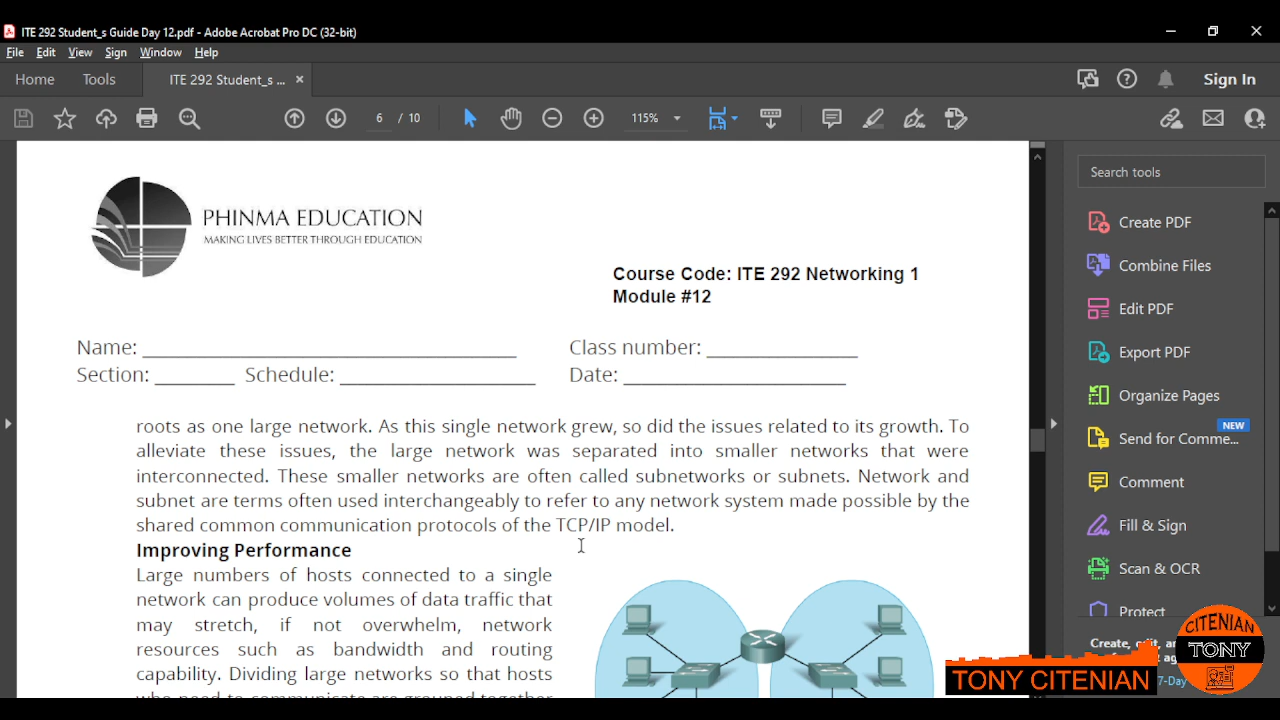 ITE 292 Student_s Guide Day 12.pdf - Adobe Acrobat Pro DC (32-bit)
File Edit View Sign Window Help
Home Tools ITE 292 Student_s ... × Sign In
6 / 10 115%
Search tools
Create PDF
Combine Files
Edit PDF
Export PDF
Organize Pages
NEW
Send for Comme...
Comment
Fill & Sign
Scan & OCR
Protect
7-Day
PHINMA EDUCATION
MAKING LIVES BETTER THROUGH EDUCATION
Course Code: ITE 292 Networking 1
Module #12
Name: Class number:
Section: Schedule: Date:
roots as one large network. As this single network grew, so did the issues related to its growth. To
alleviate these issues, the large network was separated into smaller networks that were
interconnected. These smaller networks are often called subnetworks or subnets. Network and
subnet are terms often used interchangeably to refer to any network system made possible by the
shared common communication protocols of the TCP/IP model.
Improving Performance
Large numbers of hosts connected to a single
network can produce volumes of data traffic that
may stretch, if not overwhelm, network
resources such as bandwidth and routing
capability. Dividing large networks so that hosts
who need to communicate are grouped together
TONY CITENIAN
CITENIAN
TONY